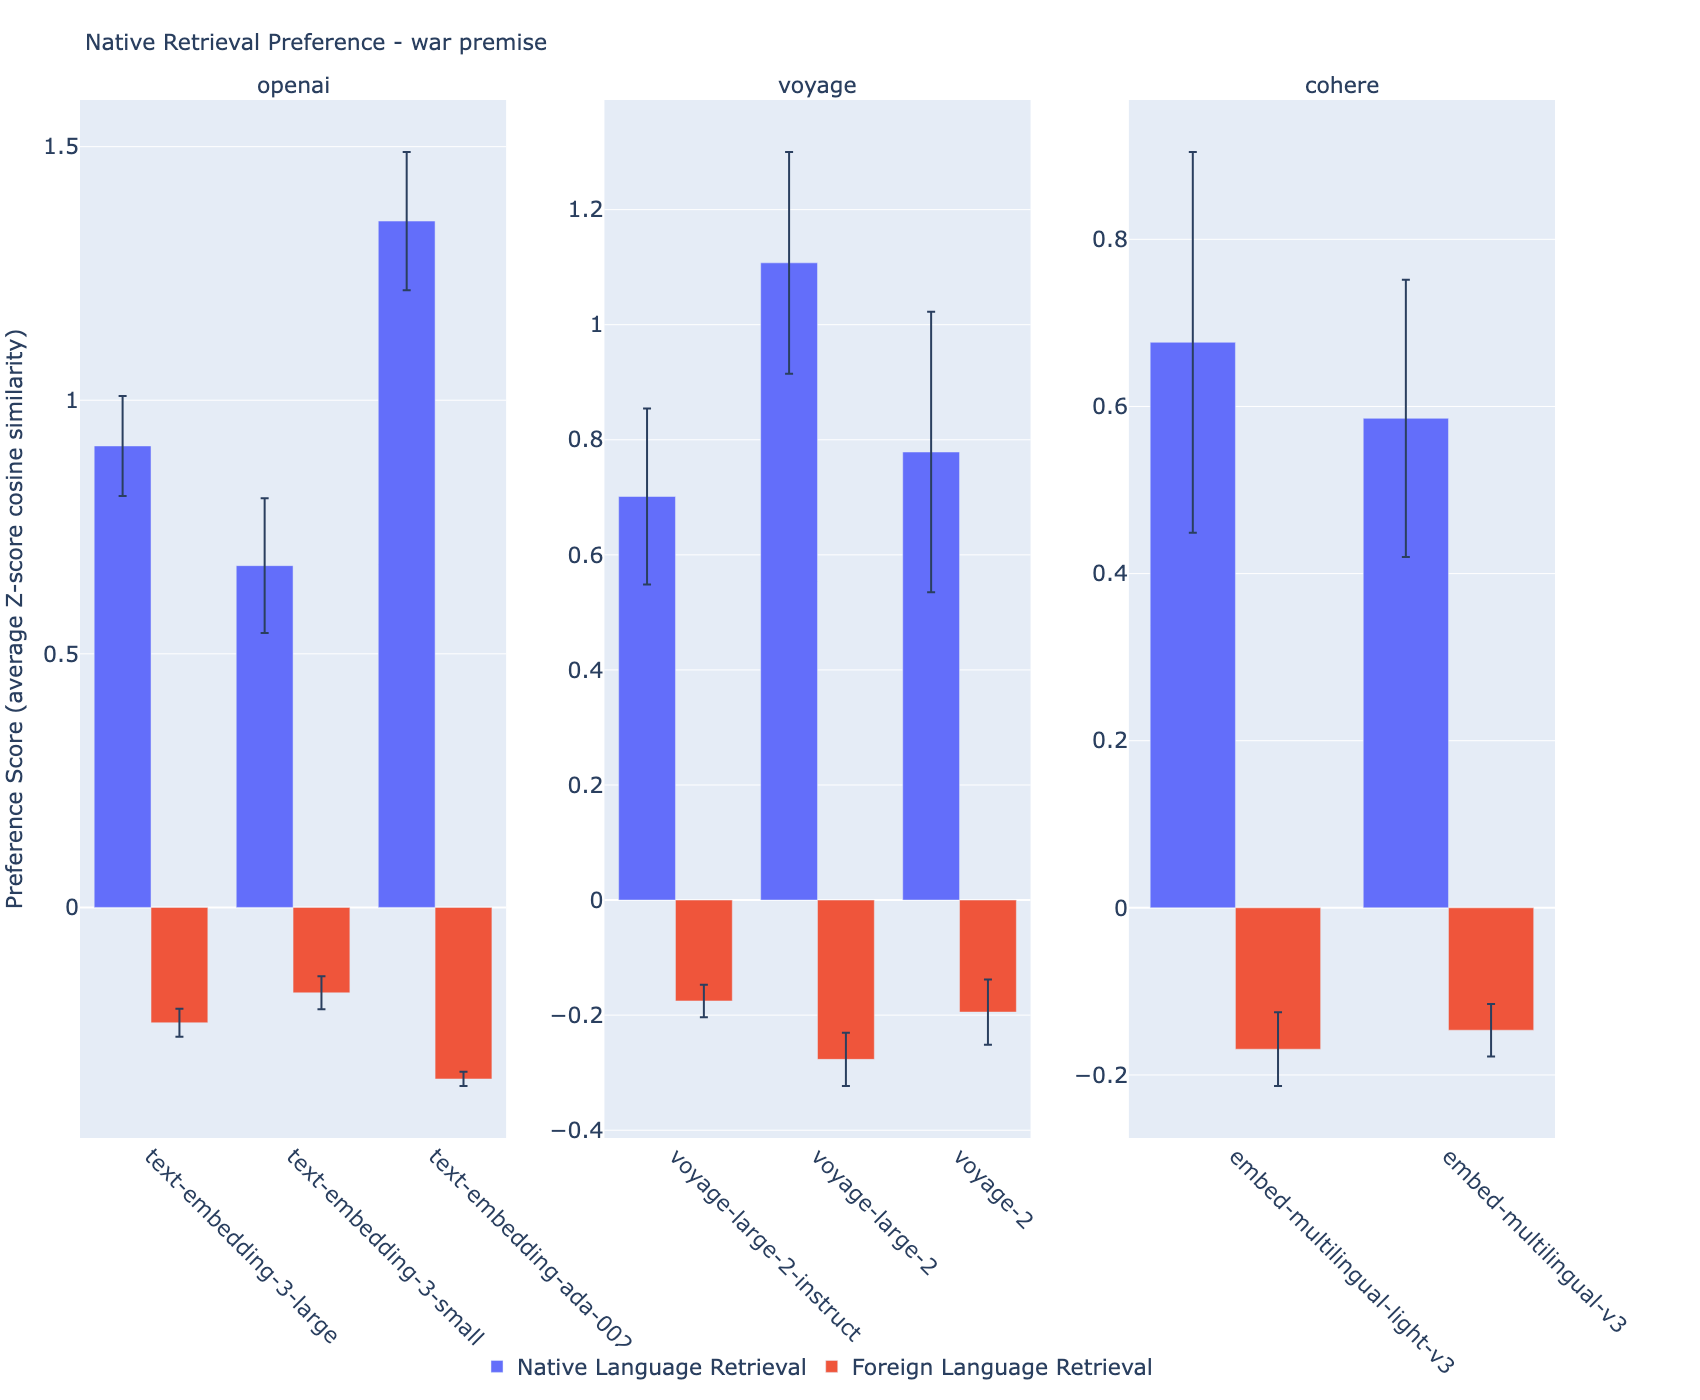 Native Retrieval Preference - war premise
openai
voyage
cohere
Preference Score (average Z-score cosine similarity)
1.5
1
0.5
0
1.2
1
0.8
0.6
0.4
0.2
0
−0.2
−0.4
0.8
0.6
0.4
0.2
0
−0.2
text-embedding-3-large
text-embedding-3-small
text-embedding-ada-002
voyage-large-2-instruct
voyage-large-2
voyage-2
embed-multilingual-light-v3
embed-multilingual-v3
Native Language Retrieval
Foreign Language Retrieval